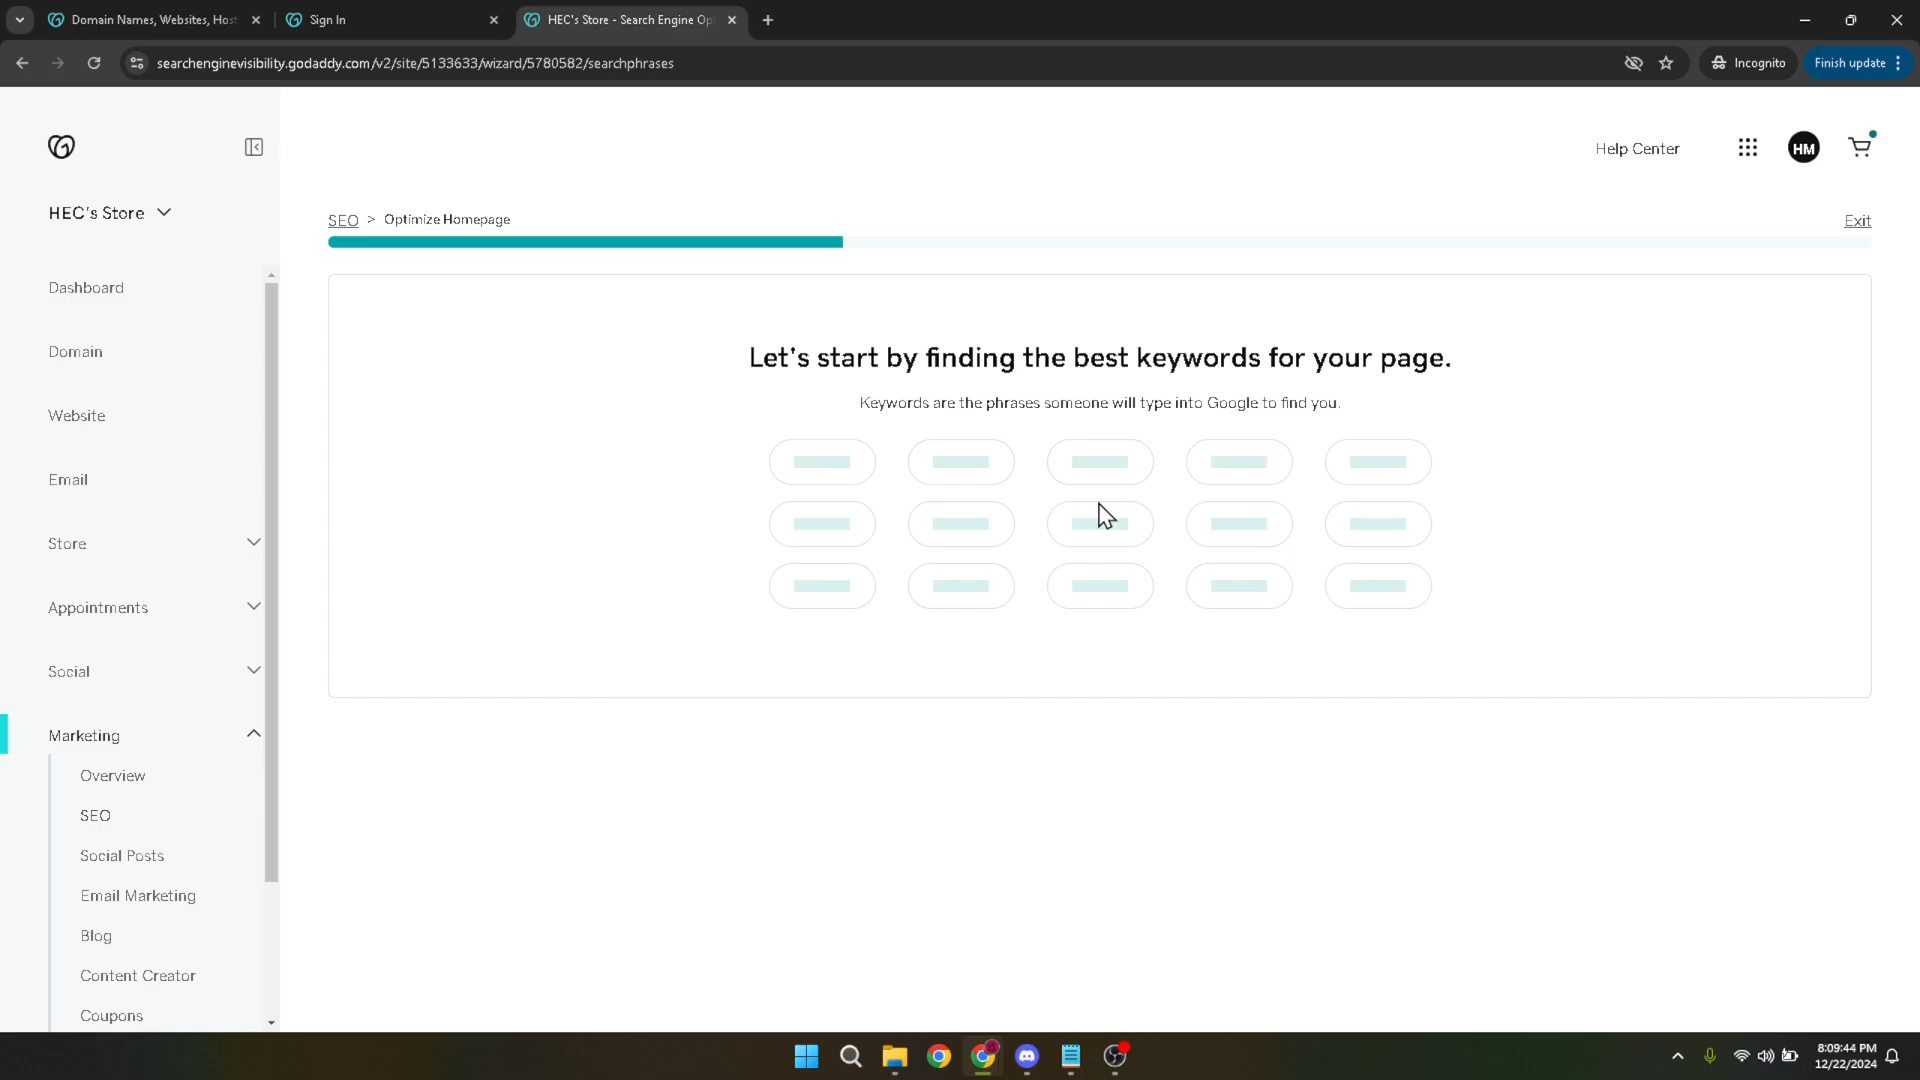 Domain Names, Websites, Host
Sign In
HEC's Store - Search Engine Op
searchenginevisibility.godaddy.com/v2/site/5133633/wizard/5780582/searchphrases
Incognito
Finish update
Help Center
HM
HEC's Store
SEO > Optimize Homepage
Exit
Dashboard
Domain
Website
Email
Store
Appointments
Social
Marketing
Overview
SEO
Social Posts
Email Marketing
Blog
Content Creator
Coupons
Let's start by finding the best keywords for your page.
Keywords are the phrases someone will type into Google to find you.
8:09:44 PM
12/22/2024